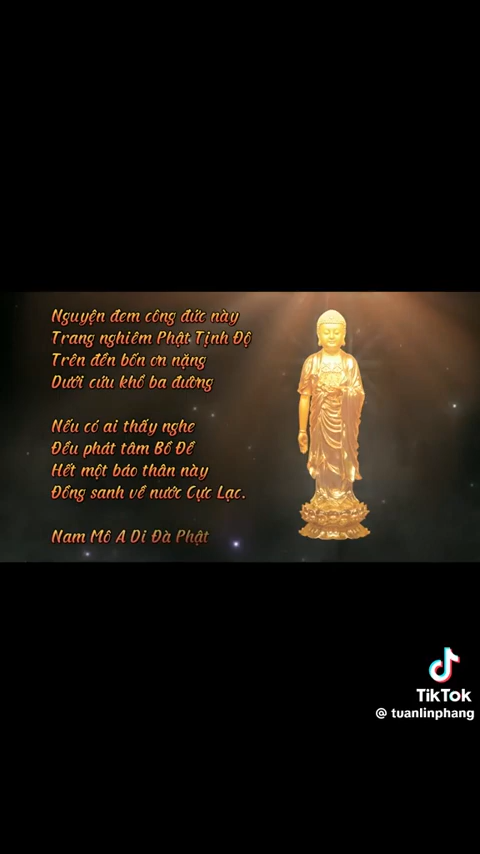 Nguyện đem công đức này
Trang nghiêm Phật Tịnh Độ
Trên đền bốn ơn nặng
Dưới cứu khổ ba đường
Nếu có ai thấy nghe
Đều phát tâm Bồ Đề
Hết một báo thân này
Đồng sanh về nước Cực Lạc.
Nam Mô A Di Đà Phật
TikTok
@ tuanlinphang